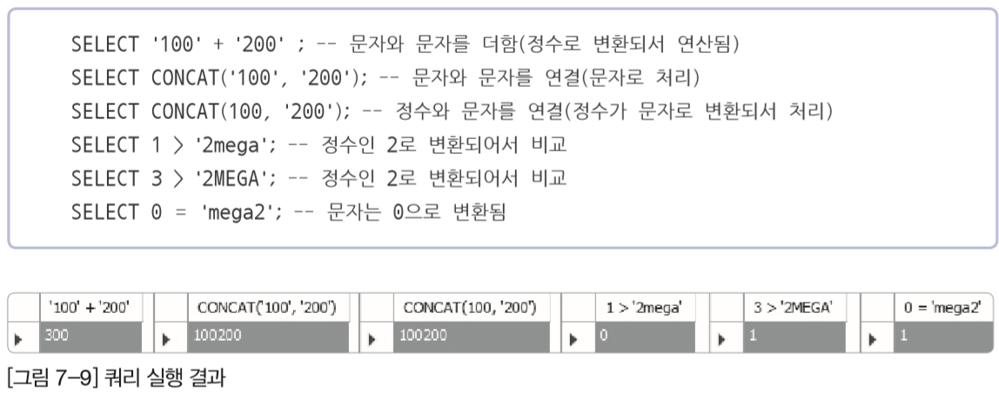 SELECT '100' + '200' ; -- 문자와 문자를 더함(정수로 변환되서 연산됨)
SELECT CONCAT('100', '200'); -- 문자와 문자를 연결(문자로 처리)
SELECT CONCAT(100, '200'); -- 정수와 문자를 연결(정수가 문자로 변환되서 처리)
SELECT 1 > '2mega'; -- 정수인 2로 변환되어서 비교
SELECT 3 > '2MEGA'; -- 정수인 2로 변환되어서 비교
SELECT 0 = 'mega2'; -- 문자는 0으로 변환됨
'100' + '200' CONCAT('100', '200') CONCAT(100, '200') 1 > '2mega' 3 > '2MEGA' 0 = 'mega2'
300 100200 100200 0 1 1
[그림 7-9] 쿼리 실행 결과